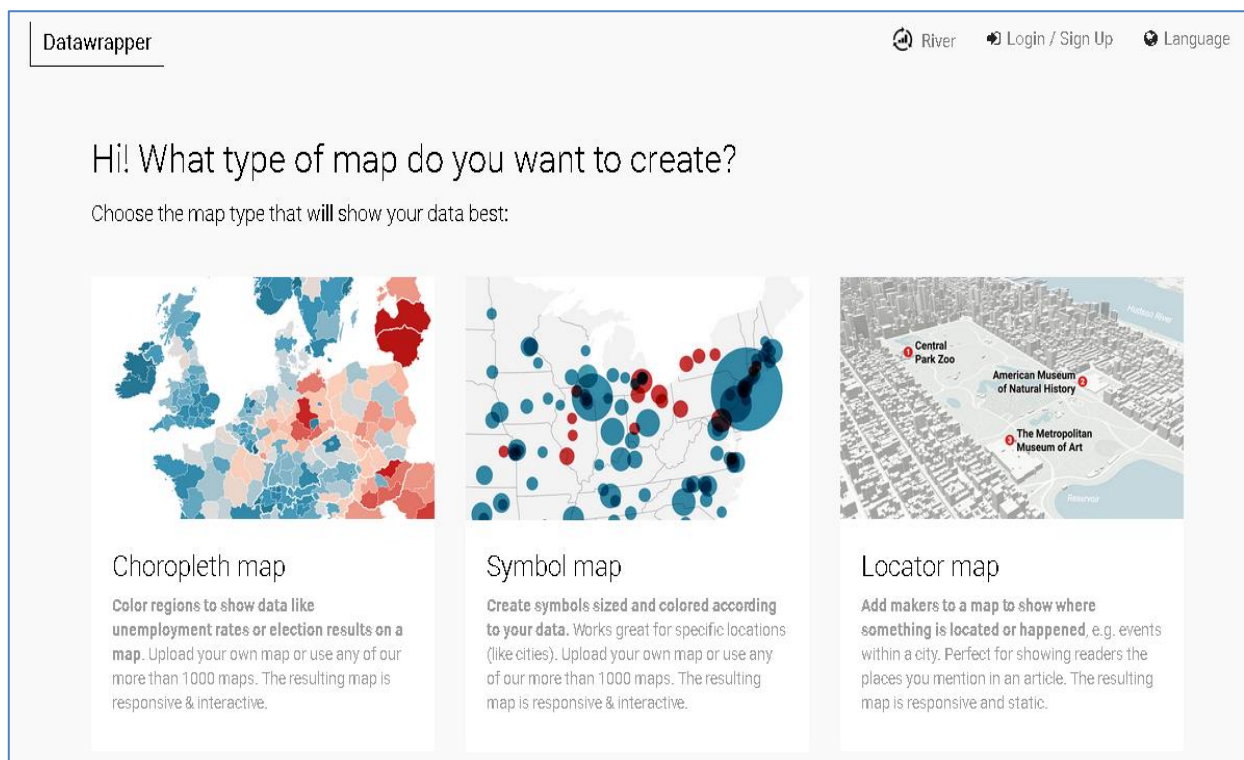 Datawrapper
River
Login / Sign Up
Language
Hi! What type of map do you want to create?
Choose the map type that will show your data best:
Hudson River
1 Central
Park Zoo
American Museum
of Natural History 2
3 The Metropolitan
Museum of Art
Reservoir
Choropleth map
Color regions to show data like
unemployment rates or election results on a
map. Upload your own map or use any of our
more than 1000 maps. The resulting map is
responsive & interactive.
Symbol map
Create symbols sized and colored according
to your data. Works great for specific locations
(like cities). Upload your own map or use any
of our more than 1000 maps. The resulting
map is responsive & interactive.
Locator map
Add makers to a map to show where
something is located or happened, e.g. events
within a city. Perfect for showing readers the
places you mention in an article. The resulting
map is responsive and static.